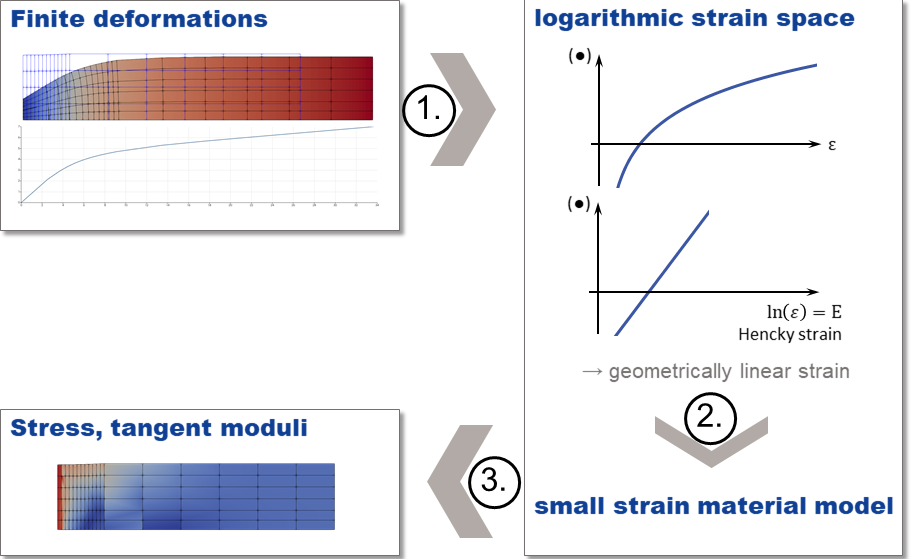 Finite deformations
1.
logarithmic strain space
(●)
ε
(●)
ln(ε) = E
Hencky strain
→ geometrically linear strain
2.
small strain material model
3.
Stress, tangent moduli